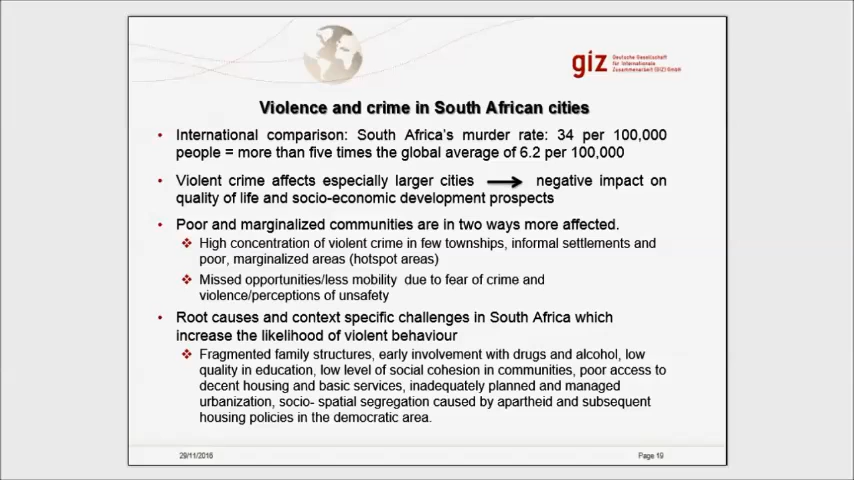 giz Deutsche Gesellschaft
für Internationale
Zusammenarbeit (GIZ) GmbH
Violence and crime in South African cities
• International comparison: South Africa's murder rate: 34 per 100,000
people = more than five times the global average of 6.2 per 100,000
• Violent crime affects especially larger cities → negative impact on
quality of life and socio-economic development prospects
• Poor and marginalized communities are in two ways more affected.
❖ High concentration of violent crime in few townships, informal settlements and
poor, marginalized areas (hotspot areas)
❖ Missed opportunities/less mobility due to fear of crime and
violence/perceptions of unsafety
• Root causes and context specific challenges in South Africa which
increase the likelihood of violent behaviour
❖ Fragmented family structures, early involvement with drugs and alcohol, low
quality in education, low level of social cohesion in communities, poor access to
decent housing and basic services, inadequately planned and managed
urbanization, socio- spatial segregation caused by apartheid and subsequent
housing policies in the democratic area.
29/11/2016
Page 19